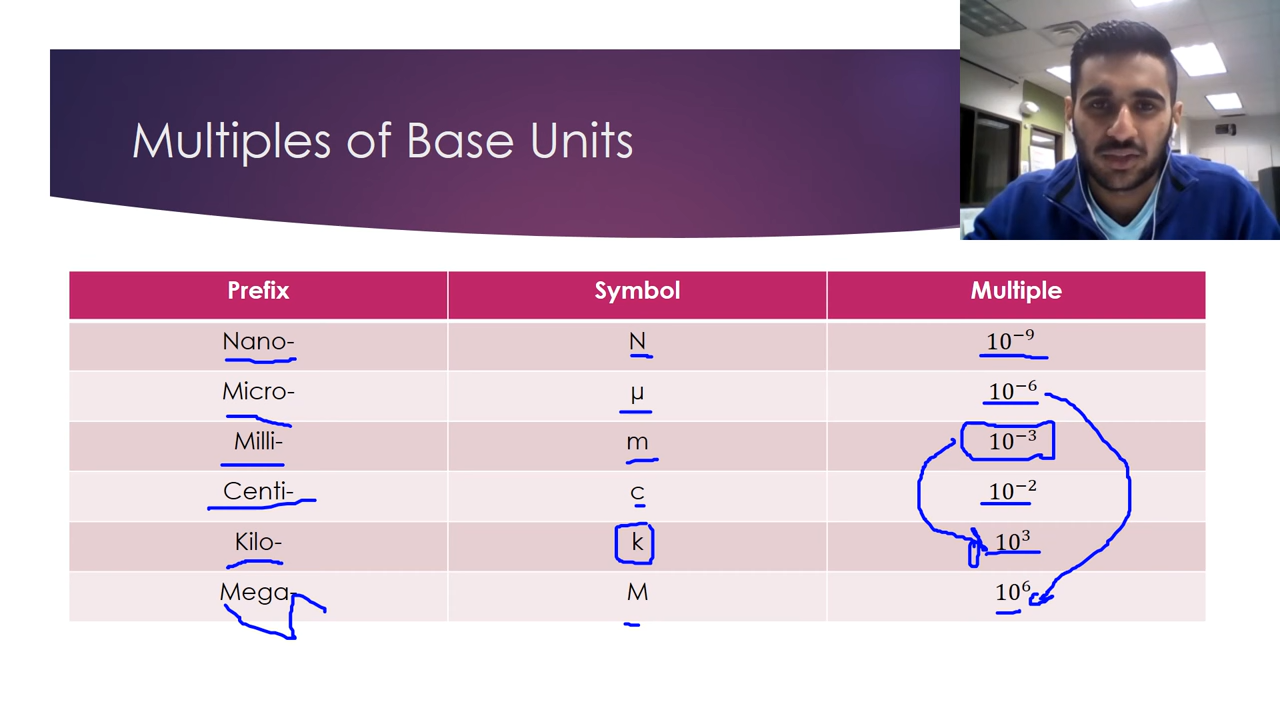 Multiples of Base Units
Prefix Symbol Multiple
Nano- N 10⁻⁹
Micro- µ 10⁻⁶
Milli- m 10⁻³
Centi- c 10⁻²
Kilo- k 10³
Mega- M 10⁶